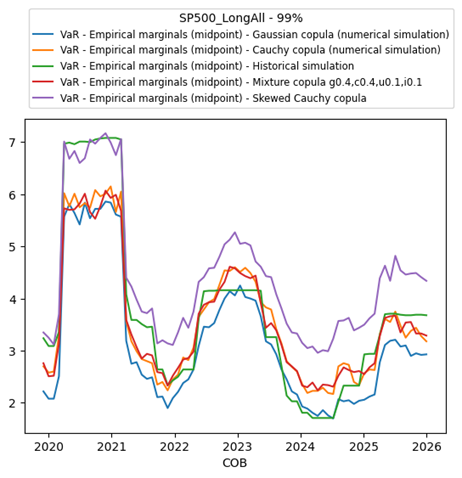 SP500_LongAll - 99%
VaR - Empirical marginals (midpoint) - Gaussian copula (numerical simulation)
VaR - Empirical marginals (midpoint) - Cauchy copula (numerical simulation)
VaR - Empirical marginals (midpoint) - Historical simulation
VaR - Empirical marginals (midpoint) - Mixture copula g0.4,c0.4,u0.1,i0.1
VaR - Empirical marginals (midpoint) - Skewed Cauchy copula
7
6
5
4
3
2
2020 2021 2022 2023 2024 2025 2026
COB